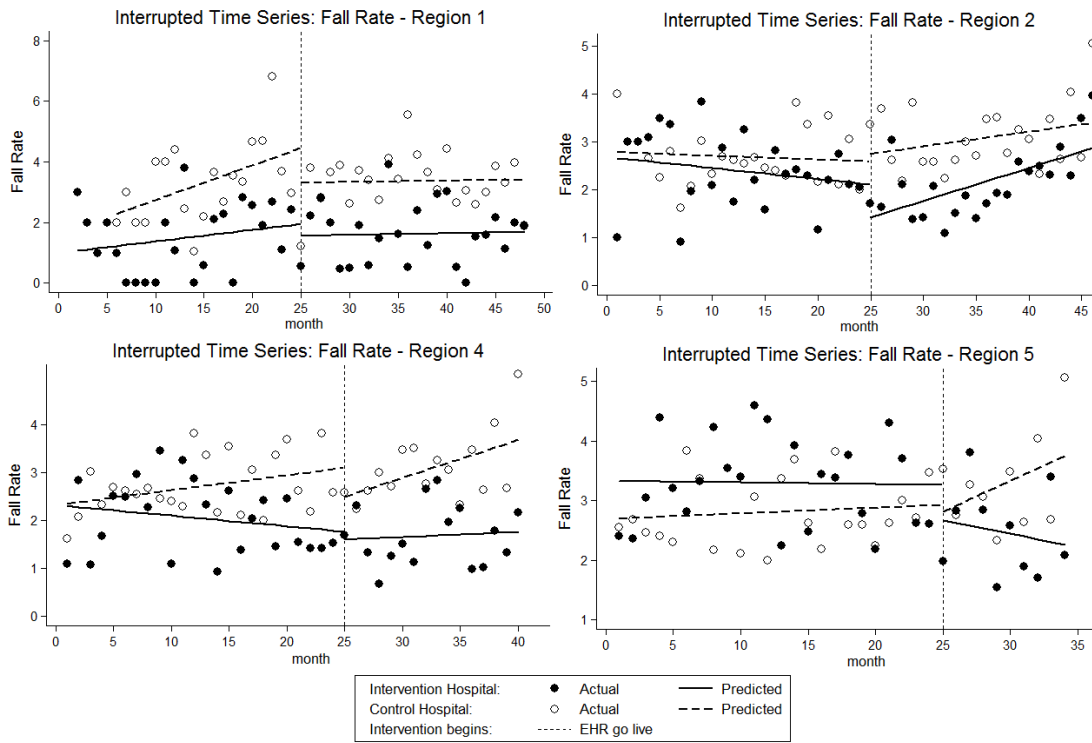 Interrupted Time Series: Fall Rate - Region 1
Fall Rate
8
6
4
2
0
0 5 10 15 20 25 30 35 40 45 50
month
Interrupted Time Series: Fall Rate - Region 2
Fall Rate
5
4
3
2
1
0
0 5 10 15 20 25 30 35 40 45
month
Interrupted Time Series: Fall Rate - Region 4
Fall Rate
5
4
3
2
1
0
0 5 10 15 20 25 30 35 40
month
Interrupted Time Series: Fall Rate - Region 5
Fall Rate
5
4
3
2
1
0 5 10 15 20 25 30 35
month
Intervention Hospital: Actual Predicted
Control Hospital: Actual Predicted
Intervention begins: EHR go live